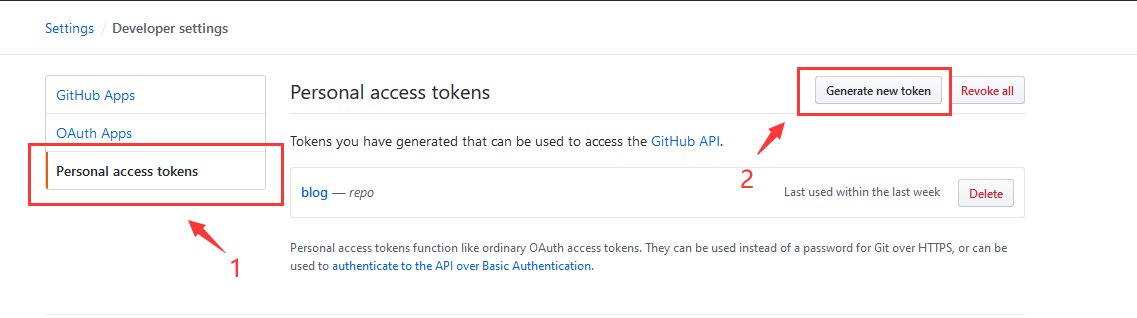 Settings / Developer settings
GitHub Apps
OAuth Apps
Personal access tokens
1
Personal access tokens
Generate new token
Revoke all
2
Tokens you have generated that can be used to access the GitHub API.
blog — repo
Last used within the last week
Delete
Personal access tokens function like ordinary OAuth access tokens. They can be used instead of a password for Git over HTTPS, or can be
used to authenticate to the API over Basic Authentication.